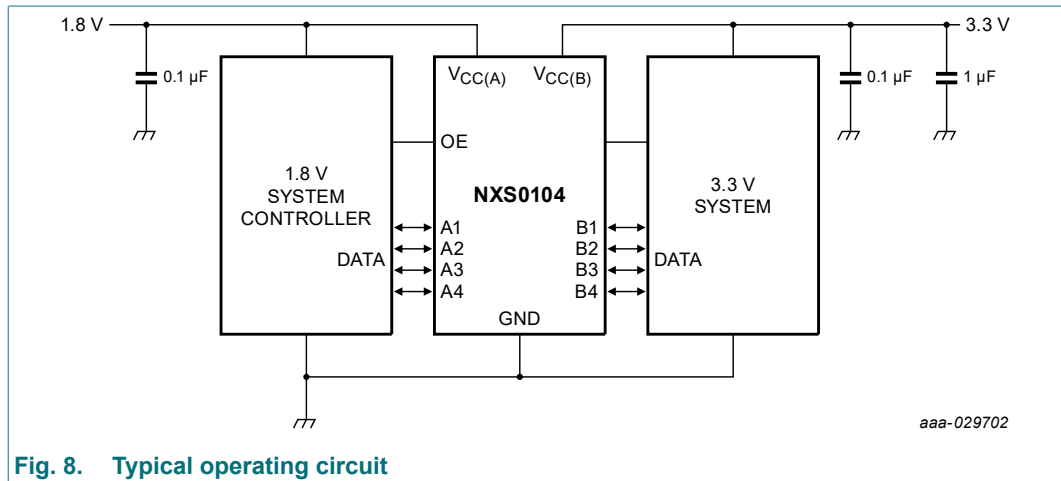 1.8 V
3.3 V
0.1 µF
VCC(A)
VCC(B)
0.1 µF
1 µF
OE
1.8 V
SYSTEM
CONTROLLER
NXS0104
3.3 V
SYSTEM
DATA
A1
A2
A3
A4
B1
B2
B3
B4
DATA
GND
aaa-029702
Fig. 8. Typical operating circuit